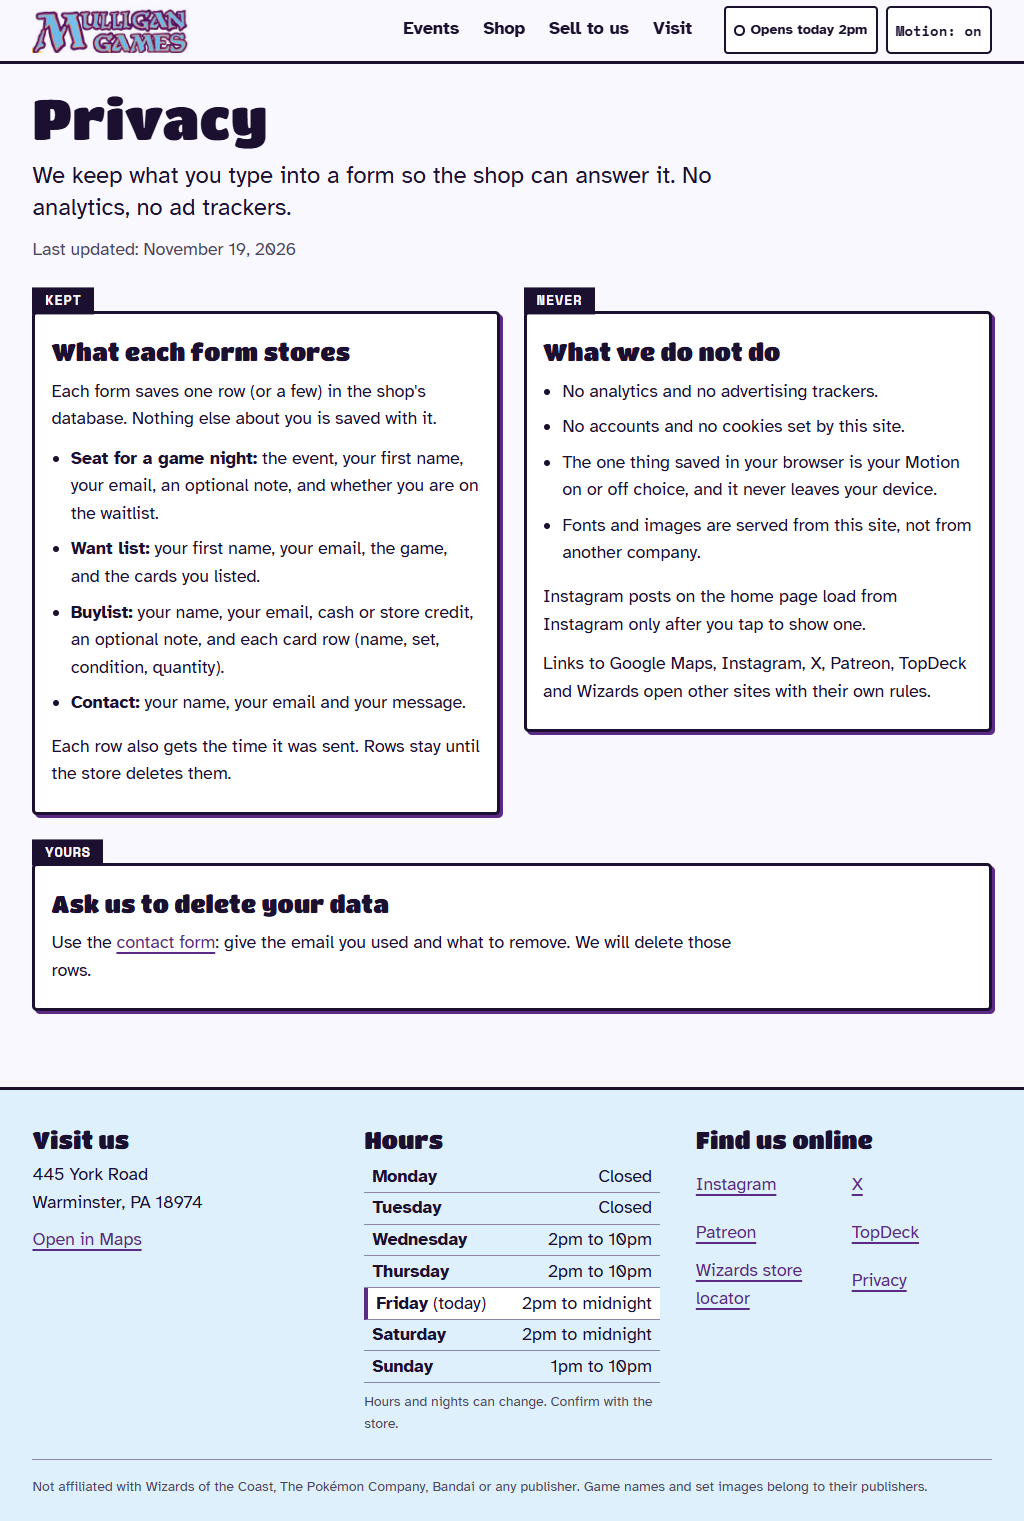 MULLIGAN
GAMES
Events
Shop
Sell to us
Visit
Opens today 2pm
Motion: on
Privacy
We keep what you type into a form so the shop can answer it. No
analytics, no ad trackers.
Last updated: November 19, 2026
KEPT
What each form stores
Each form saves one row (or a few) in the shop's
database. Nothing else about you is saved with it.
• Seat for a game night: the event, your first name,
your email, an optional note, and whether you are on
the waitlist.
• Want list: your first name, your email, the game,
and the cards you listed.
• Buylist: your name, your email, cash or store credit,
an optional note, and each card row (name, set,
condition, quantity).
• Contact: your name, your email and your message.
Each row also gets the time it was sent. Rows stay until
the store deletes them.
NEVER
What we do not do
• No analytics and no advertising trackers.
• No accounts and no cookies set by this site.
• The one thing saved in your browser is your Motion
on or off choice, and it never leaves your device.
• Fonts and images are served from this site, not from
another company.
Instagram posts on the home page load from
Instagram only after you tap to show one.
Links to Google Maps, Instagram, X, Patreon, TopDeck
and Wizards open other sites with their own rules.
YOURS
Ask us to delete your data
Use the contact form: give the email you used and what to remove. We will delete those
rows.
Visit us
445 York Road
Warminster, PA 18974
Open in Maps
Hours
Monday Closed
Tuesday Closed
Wednesday 2pm to 10pm
Thursday 2pm to 10pm
Friday (today) 2pm to midnight
Saturday 2pm to midnight
Sunday 1pm to 10pm
Hours and nights can change. Confirm with the
store.
Find us online
Instagram
X
Patreon
TopDeck
Wizards store
locator
Privacy
Not affiliated with Wizards of the Coast, The Pokémon Company, Bandai or any publisher. Game names and set images belong to their publishers.